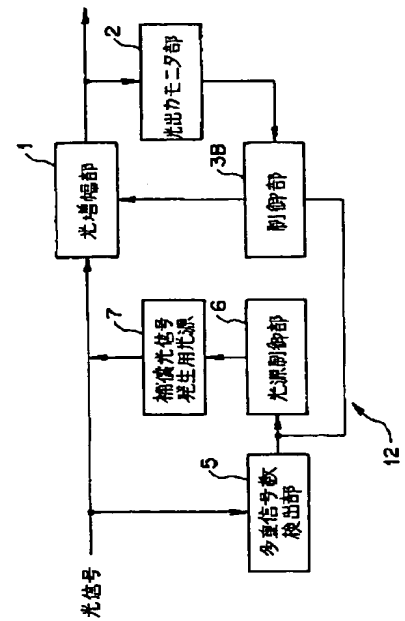 光信号
光増幅部
1
光出力モニタ部
2
制御部
3B
補償光信号
発生用光源
7
光源制御部
6
多重信号数
検出部
5
12